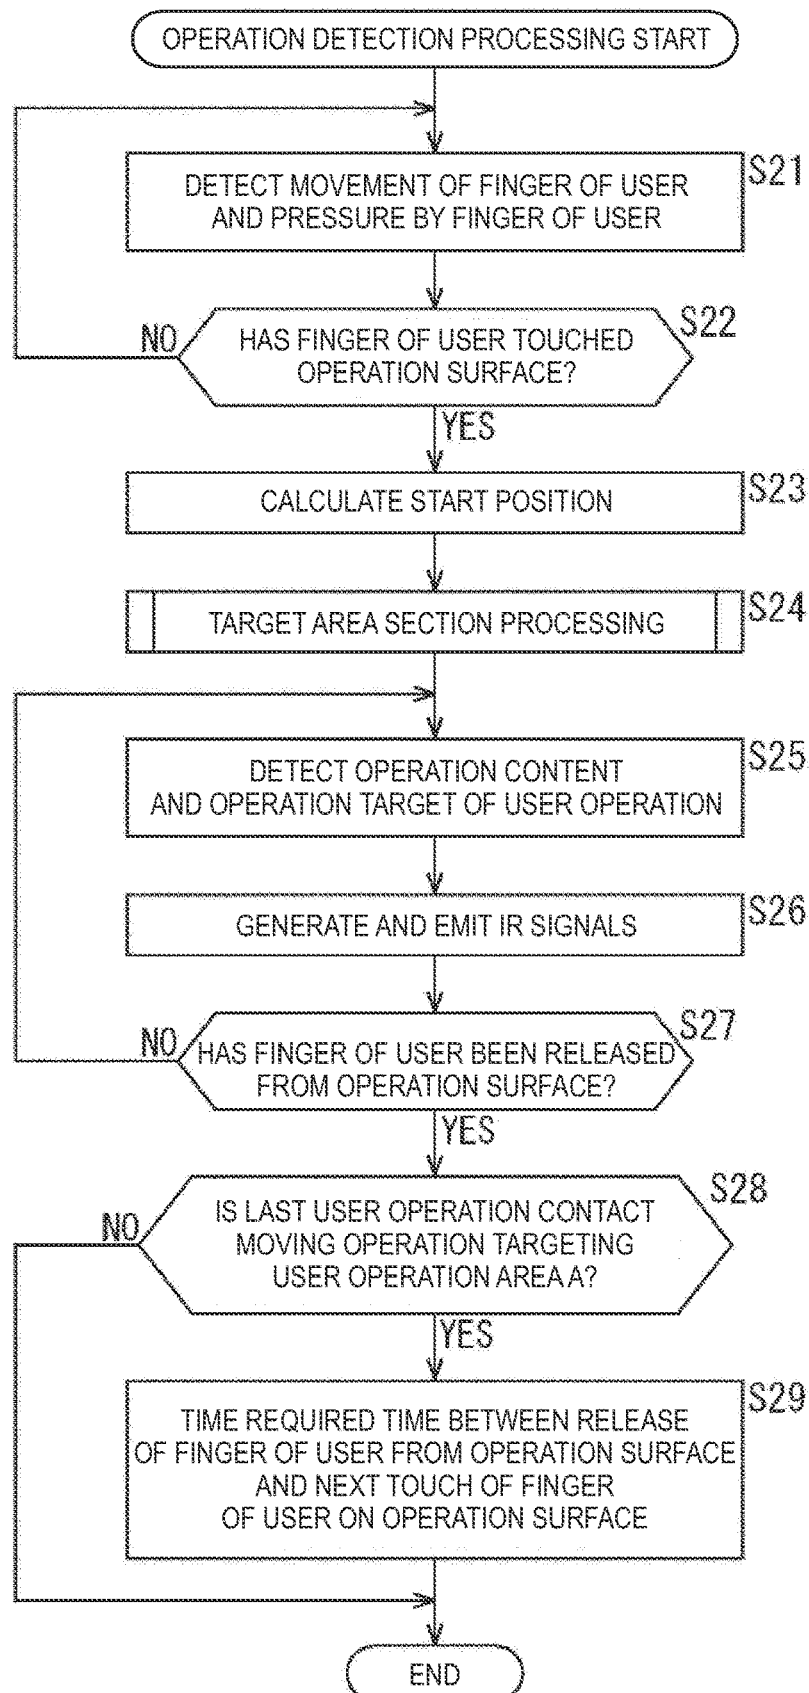 OPERATION DETECTION PROCESSING START
S21
DETECT MOVEMENT OF FINGER OF USER
AND PRESSURE BY FINGER OF USER
S22
NO
HAS FINGER OF USER TOUCHED
OPERATION SURFACE?
YES
S23
CALCULATE START POSITION
S24
TARGET AREA SECTION PROCESSING
S25
DETECT OPERATION CONTENT
AND OPERATION TARGET OF USER OPERATION
S26
GENERATE AND EMIT IR SIGNALS
S27
NO
HAS FINGER OF USER BEEN RELEASED
FROM OPERATION SURFACE?
YES
S28
NO
IS LAST USER OPERATION CONTACT
MOVING OPERATION TARGETING
USER OPERATION AREA A?
YES
S29
TIME REQUIRED TIME BETWEEN RELEASE
OF FINGER OF USER FROM OPERATION SURFACE
AND NEXT TOUCH OF FINGER
OF USER ON OPERATION SURFACE
END